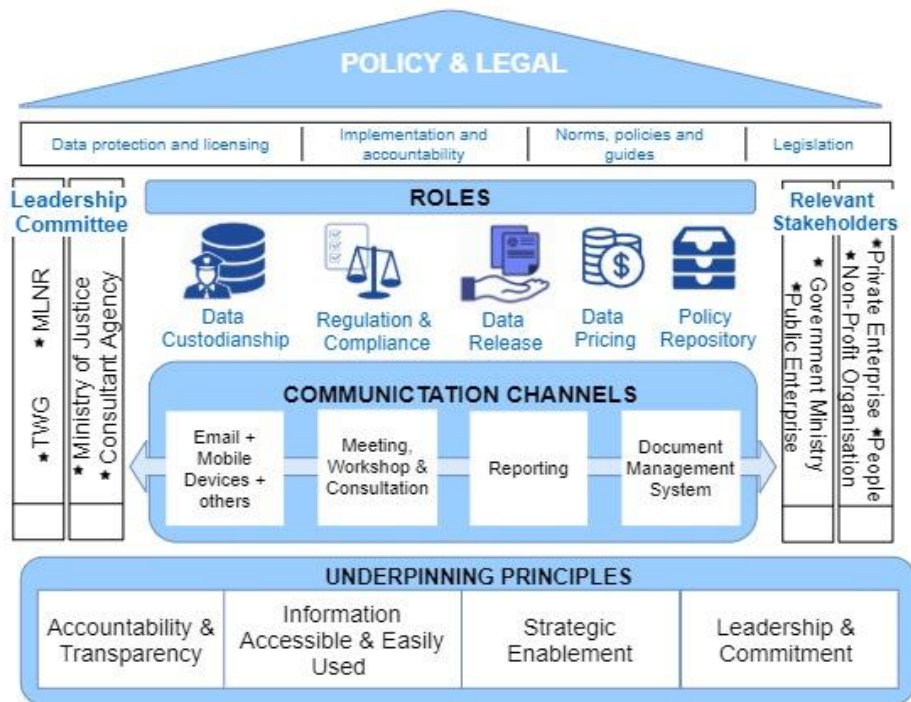 POLICY & LEGAL
Data protection and licensing
Implementation and
accountability
Norms, policies and
guides
Legislation
Leadership
Committee
★ TWG ★ MLNR
★ Ministry of Justice
★ Consultant Agency
ROLES
Data
Custodianship
Regulation &
Compliance
Data
Release
Data
Pricing
Policy
Repository
Relevant
Stakeholders
★ Government Ministry
★Public Enterprise
★Private Enterprise ★People
★Non-Profit Organisation
COMMUNICTATION CHANNELS
Email +
Mobile
Devices +
others
Meeting,
Workshop &
Consultation
Reporting
Document
Management
System
UNDERPINNING PRINCIPLES
Accountability &
Transparency
Information
Accessible & Easily
Used
Strategic
Enablement
Leadership &
Commitment